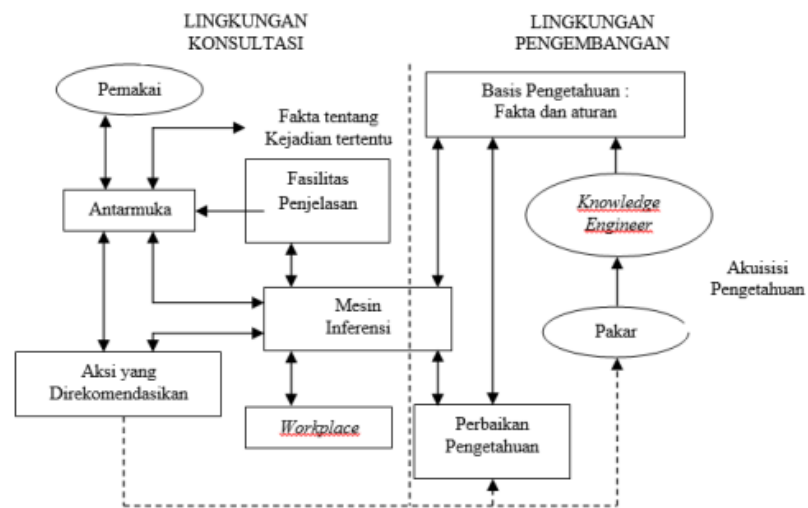 LINGKUNGAN
KONSULTASI
LINGKUNGAN
PENGEMBANGAN
Pemakai
Fakta tentang
Kejadian tertentu
Basis Pengetahuan :
Fakta dan aturan
Fasilitas
Penjelasan
Antarmuka
Knowledge
Engineer
Akuisisi
Pengetahuan
Mesin
Inferensi
Pakar
Aksi yang
Direkomendasikan
Workplace
Perbaikan
Pengetahuan